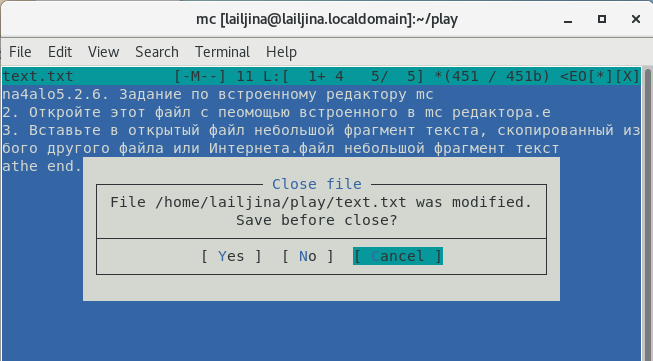 mc [lailjina@lailjina.localdomain]:~/play
File Edit View Search Terminal Help
text.txt [-M--] 11 L:[ 1+ 4 5/ 5] *(451 / 451b) <EO[*][X]
na4alo5.2.6. Задание по встроенному редактору mc
2. Откройте этот файл с пеомощью встроенного в mc редактора.e
3. Вставьте в открытый файл небольшой фрагмент текста, скопированный из
бого другого файла или Интернета.файл небольшой фрагмент текст
athe end.
Close file
File /home/lailjina/play/text.txt was modified.
Save before close?
[ Yes ] [ No ] [ Cancel ]